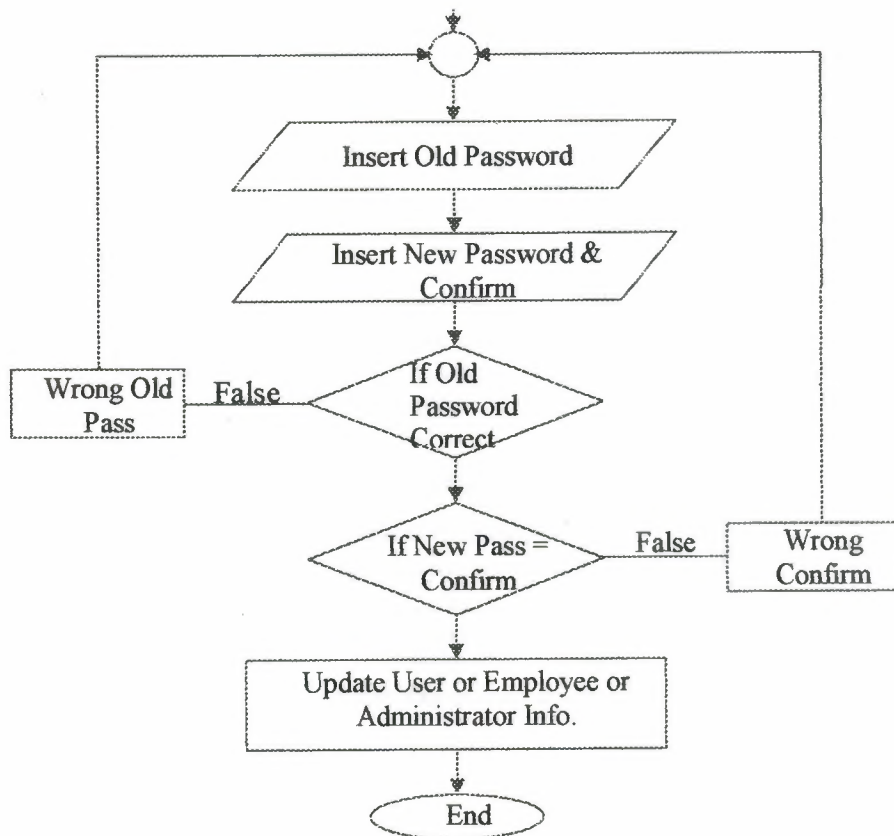 Insert Old Password
Insert New Password &
Confirm
If Old
Password
Correct
False
Wrong Old
Pass
If New Pass =
Confirm
False
Wrong
Confirm
Update User or Employee or
Administrator Info.
End